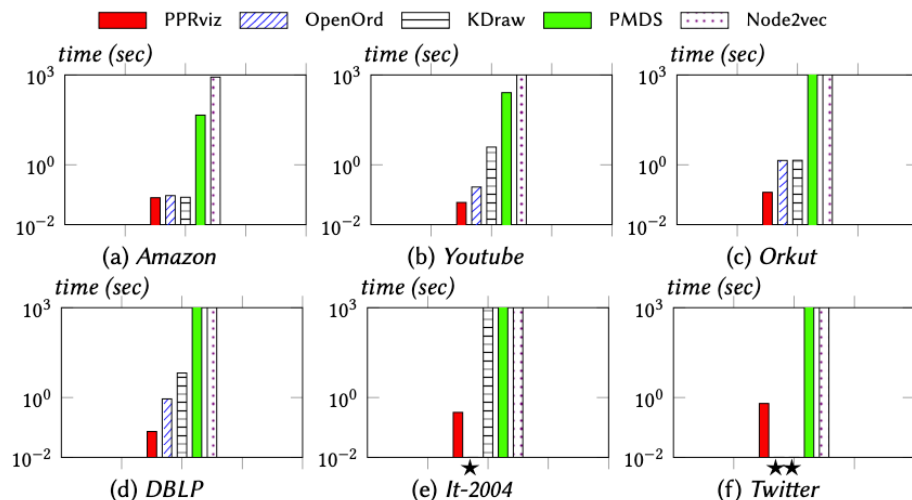 PPRviz OpenOrd KDraw PMDS Node2vec
time (sec) time (sec) time (sec)
10^3 10^3 10^3
10^0 10^0 10^0
10^−2 10^−2 10^−2
(a) Amazon (b) Youtube (c) Orkut
time (sec) time (sec) time (sec)
10^3 10^3 10^3
10^0 10^0 10^0
10^−2 10^−2 10^−2
★ ★★
(d) DBLP (e) It-2004 (f) Twitter